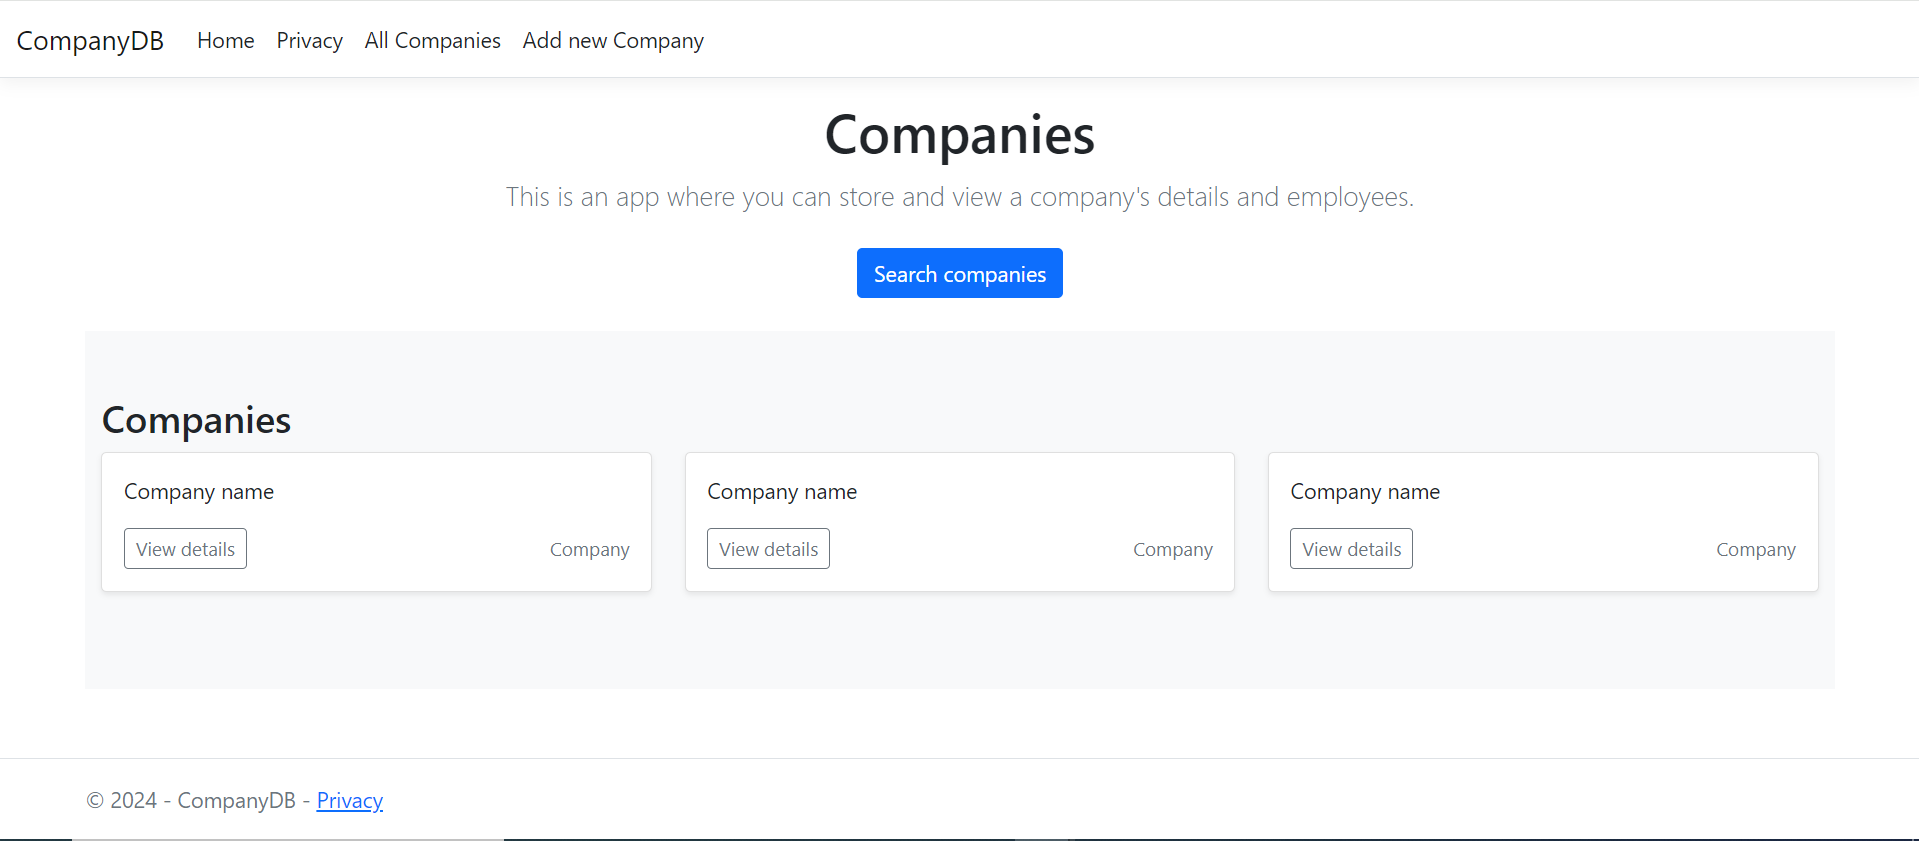 CompanyDB Home Privacy All Companies Add new Company
Companies
This is an app where you can store and view a company's details and employees.
Search companies
Companies
Company name Company name Company name
View details Company View details Company View details Company
© 2024 - CompanyDB - Privacy